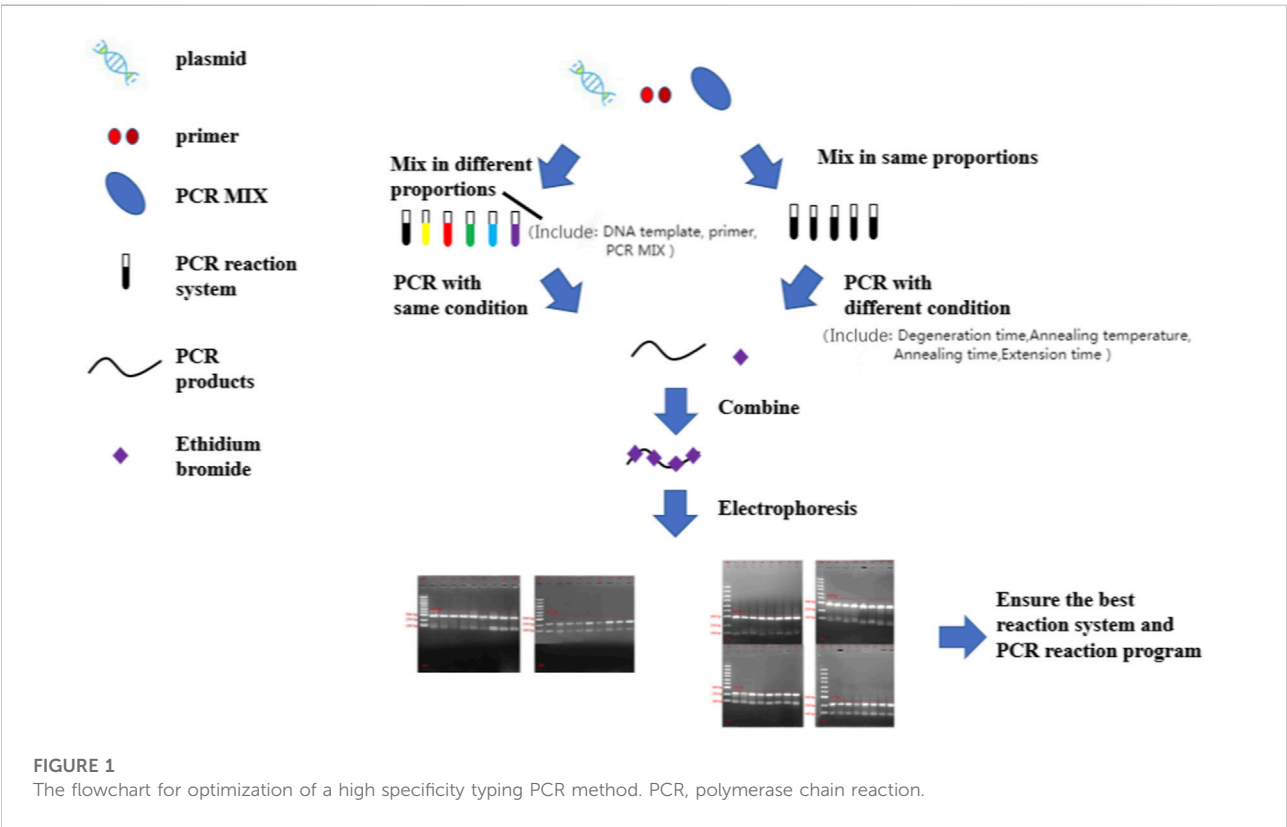 plasmid
primer
PCR MIX
PCR reaction
system
PCR
products
Ethidium
bromide
Mix in different
proportions
(Include: DNA template, primer,
PCR MIX )
Mix in same proportions
PCR with
same condition
PCR with
different condition
(Include: Degeneration time,Annealing temperature,
Annealing time,Extension time )
Combine
Electrophoresis
Ensure the best
reaction system and
PCR reaction program
FIGURE 1
The flowchart for optimization of a high specificity typing PCR method. PCR, polymerase chain reaction.